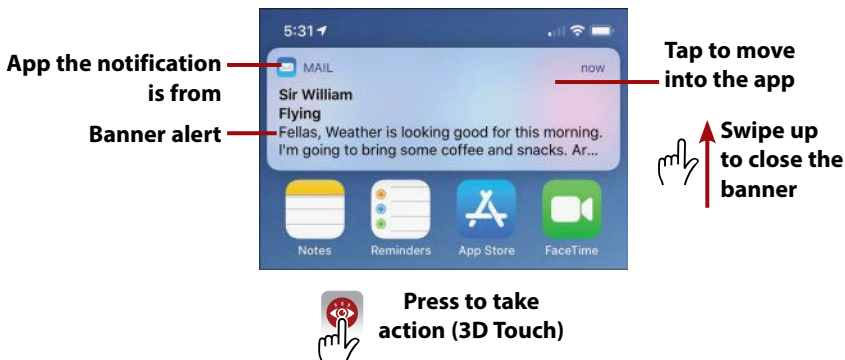 5:31
App the notification
is from
MAIL
now
Tap to move
into the app
Sir William
Flying
Banner alert
Fellas, Weather is looking good for this morning.
I'm going to bring some coffee and snacks. Ar...
Swipe up
to close the
banner
Notes
Reminders
App Store
FaceTime
Press to take
action (3D Touch)